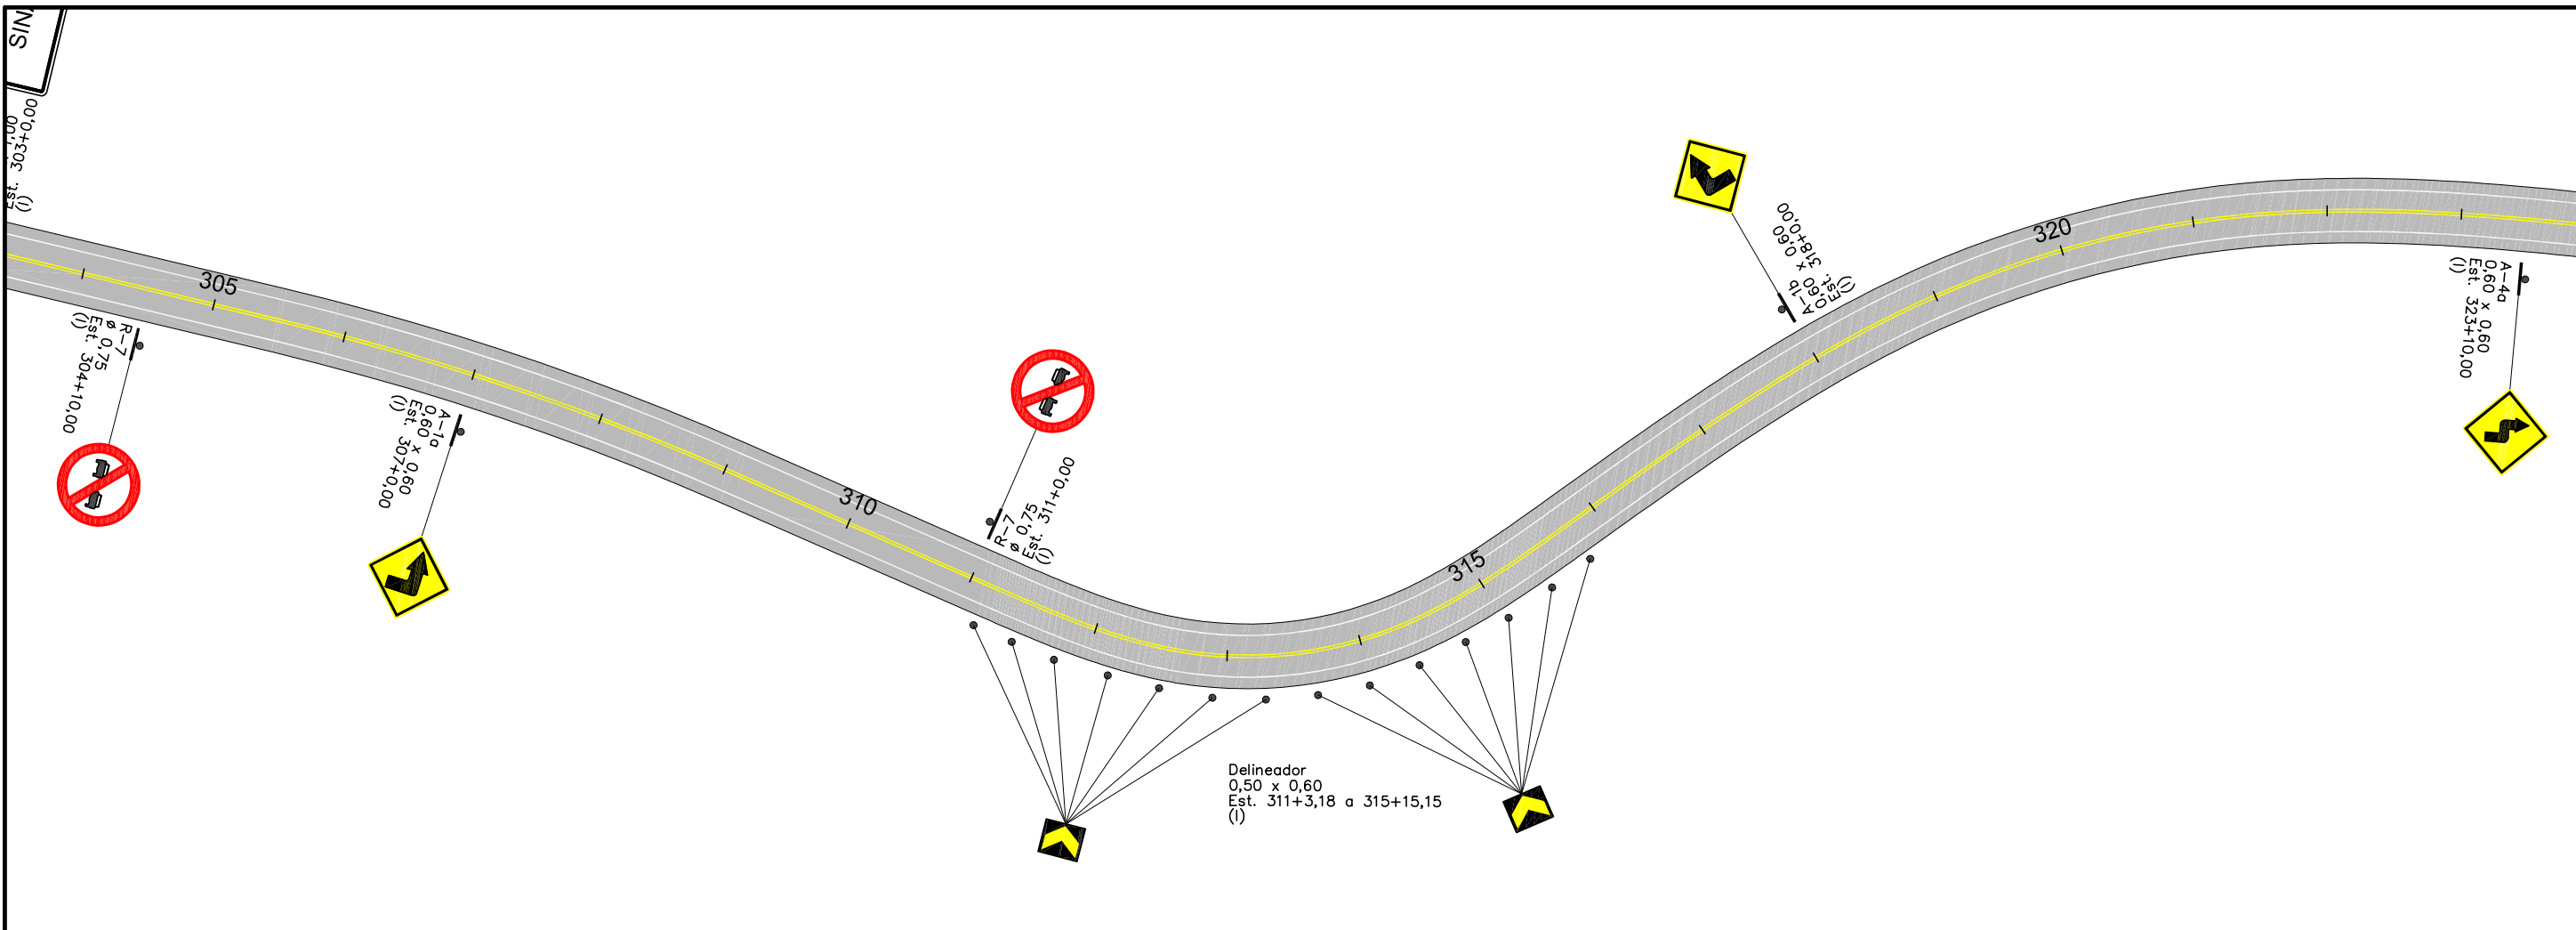 SIN
Est. 303+0,00
(I)
305
R-7
ø 0,75
Est. 304+10,00
(I)
A-1a
0,60 x 0,60
Est. 307+0,00
(I)
310
R-7
ø 0,75
Est. 311+0,00
(I)
Delineador
0,50 x 0,60
Est. 311+3,18 a 315+15,15
(I)
315
A-1b
0,60 x 0,60
Est. 318+0,00
(I)
320
A-4a
0,60 x 0,60
Est. 323+10,00
(I)